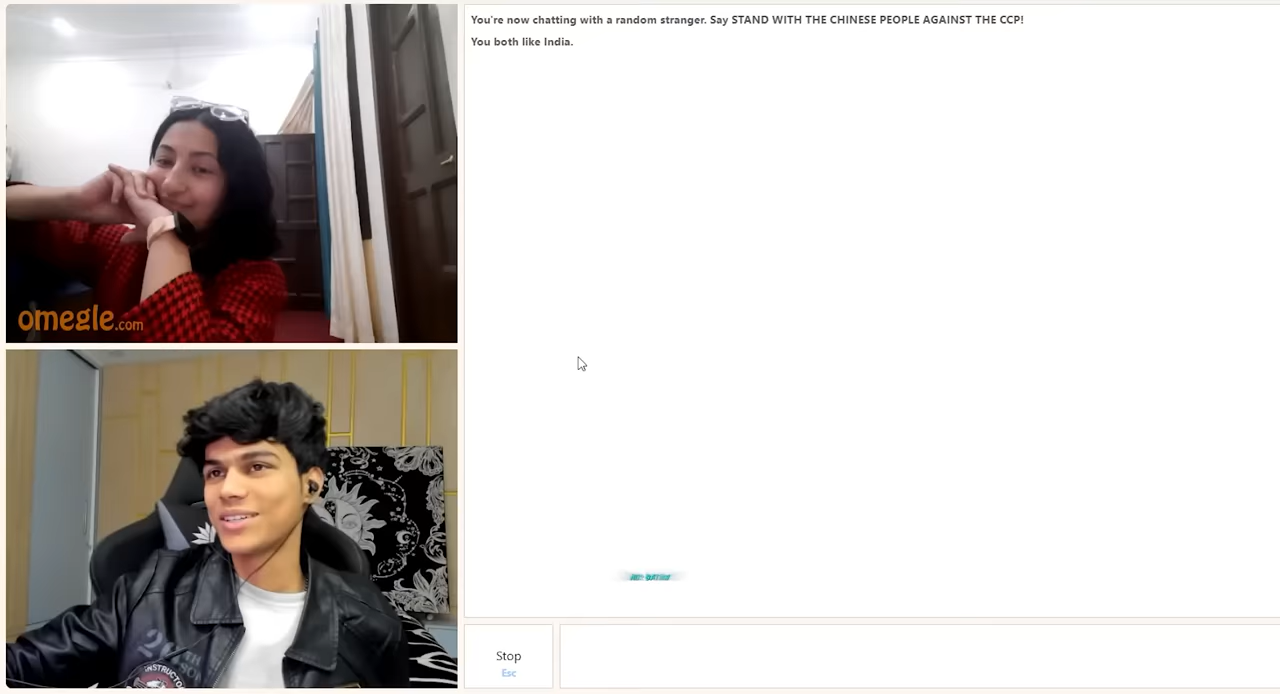 You're now chatting with a random stranger. Say STAND WITH THE CHINESE PEOPLE AGAINST THE CCP!
You both like India.
omegle.com
INSTRUCTO
Stop
Esc